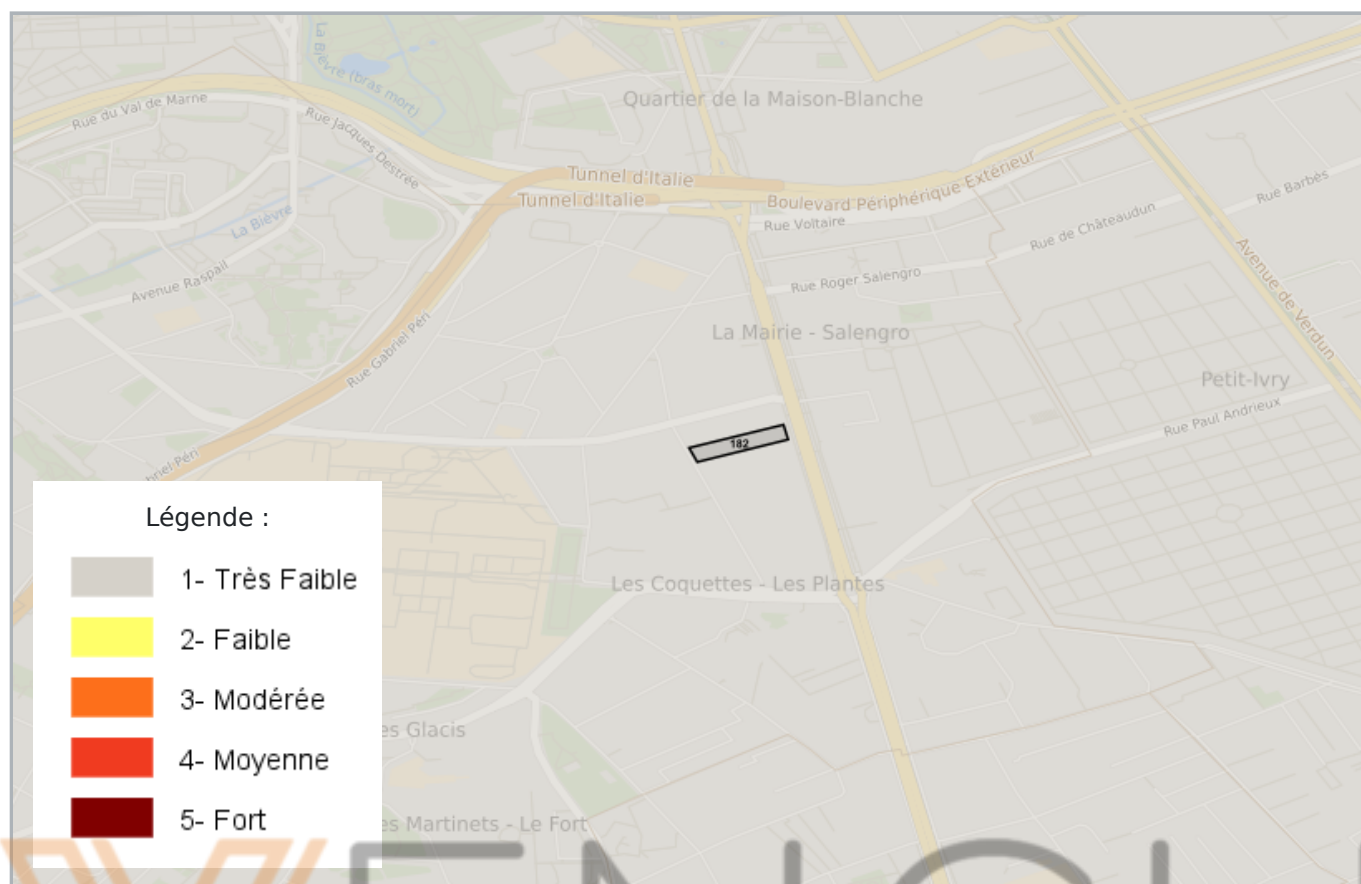 La Bièvre (bras mort)
Quartier de la Maison-Blanche
Rue du Val de Marne
Rue Jacques Destrée
Tunnel d'Italie
Tunnel d'Italie
Boulevard Périphérique Extérieur
Rue Barbès
Rue Voltaire
Rue de Châteaudun
La Bièvre
Avenue Raspail
Rue Roger Salengro
Avenue de Verdun
La Mairie - Salengro
Rue Gabriel Péri
Petit-Ivry
Rue Paul Andrieux
182
briel Péri
Légende :
1- Très Faible
2- Faible
3- Modérée
4- Moyenne
5- Fort
Les Coquettes - Les Plantes
es Glacis
es Martinets - Le Fort